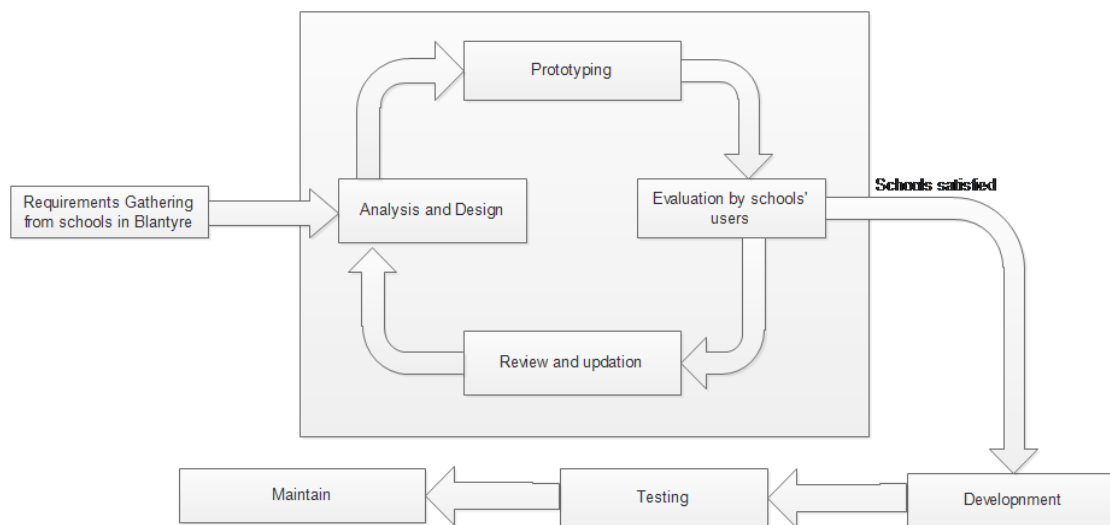 Prototyping
Requirements Gathering
from schools in Blantyre
Analysis and Design
Evaluation by schools'
users
Schools satisfied
Review and updation
Maintain
Testing
Developnment